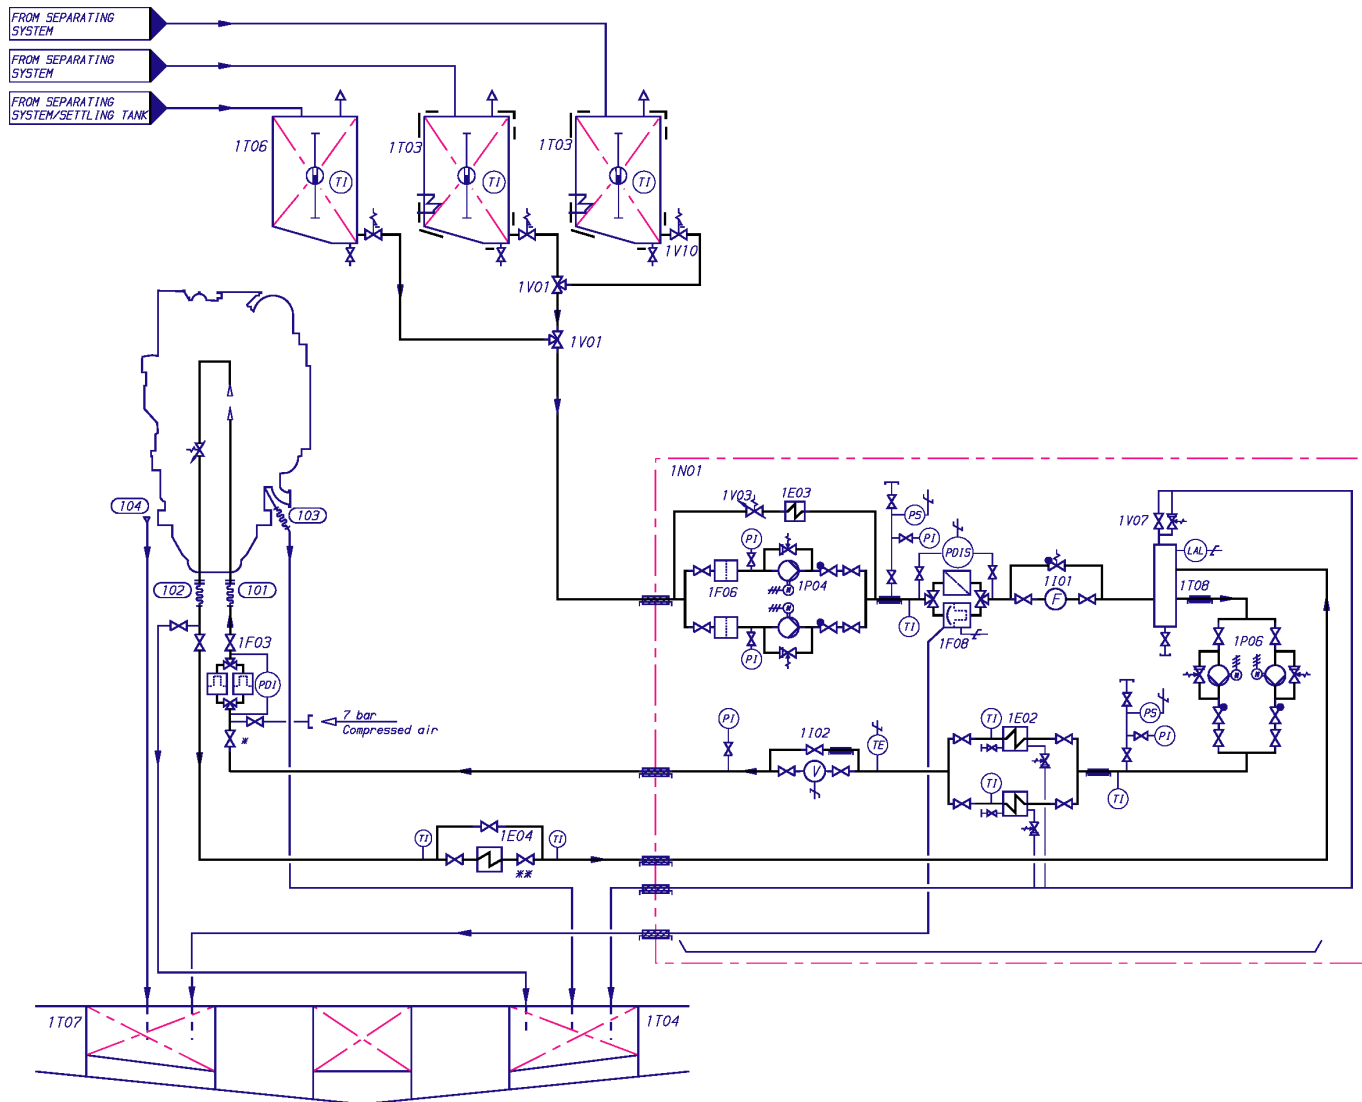 FROM SEPARATING
SYSTEM
FROM SEPARATING
SYSTEM
FROM SEPARATING
SYSTEM/SETTLING TANK
1T06
1T03
1T03
TI
TI
TI
1V10
1V01
1V01
1N01
104
103
102
101
1V03
1E03
PI
1F06
1P04
PI
PS
PI
PDIS
TI
1F08
1I01
F
1V07
LAL
1T08
1P06
1F03
PDI
7 bar
Compressed air
*
PI
1I02
V
TE
TI
1E02
TI
PS
PI
TI
TI
1E04
TI
**
1T07
1T04